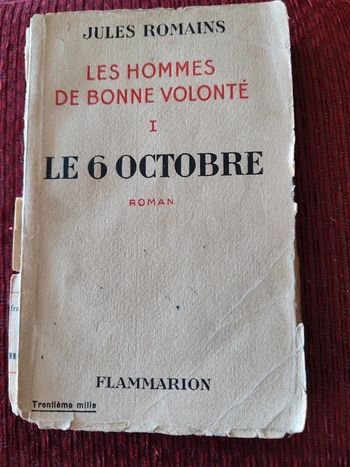 JULES ROMAINS
LES HOMMES
DE BONNE VOLONTÉ
I
LE 6 OCTOBRE
ROMAN
FLAMMARION
Trentième mille